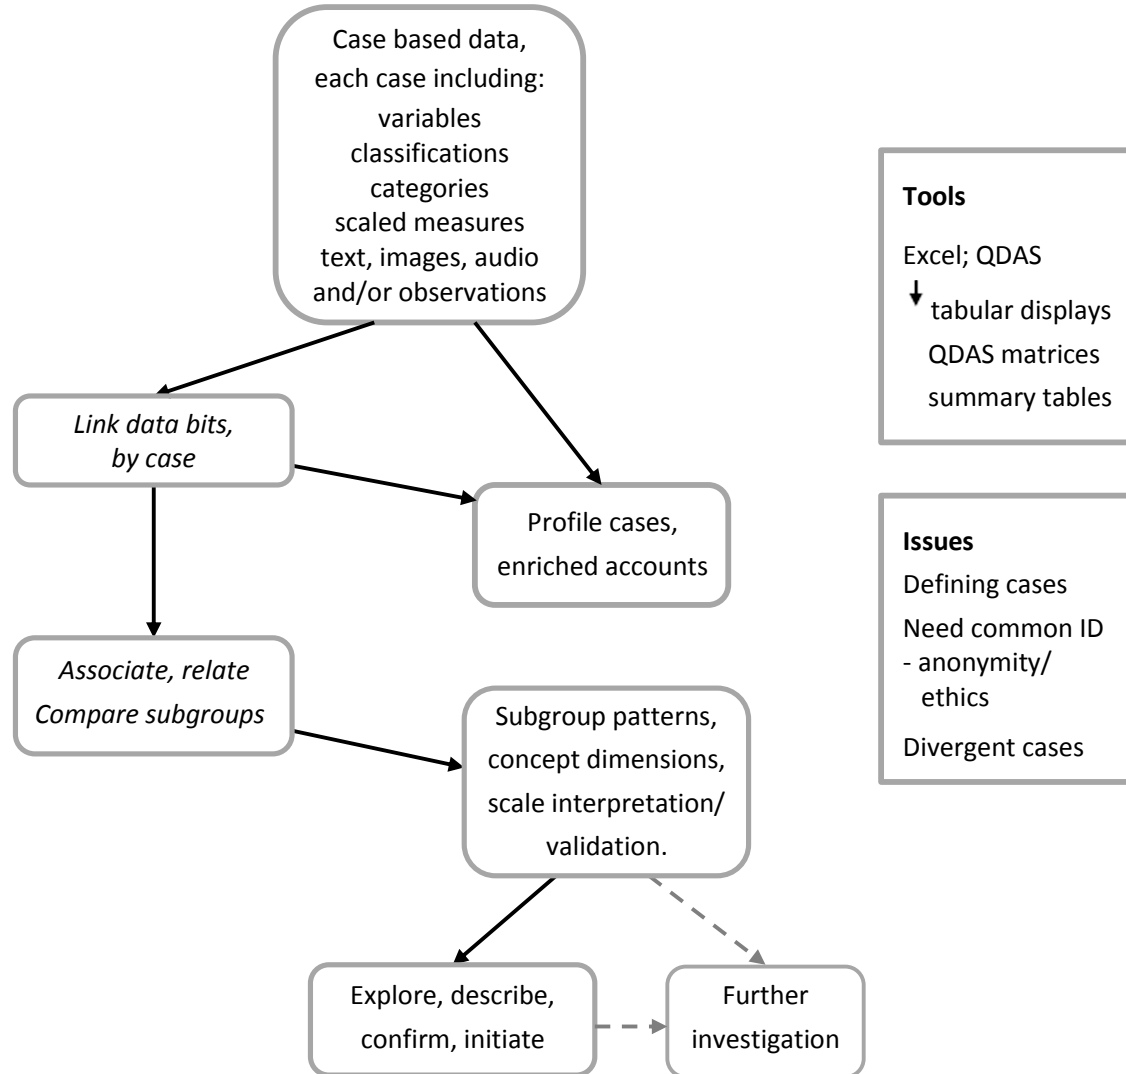 Case based data,
each case including:
variables
classifications
categories
scaled measures
text, images, audio
and/or observations
Link data bits,
by case
Profile cases,
enriched accounts
Associate, relate
Compare subgroups
Subgroup patterns,
concept dimensions,
scale interpretation/
validation.
Explore, describe,
confirm, initiate
Further
investigation
Tools
Excel; QDAS
tabular displays
QDAS matrices
summary tables
Issues
Defining cases
Need common ID
- anonymity/
ethics
Divergent cases